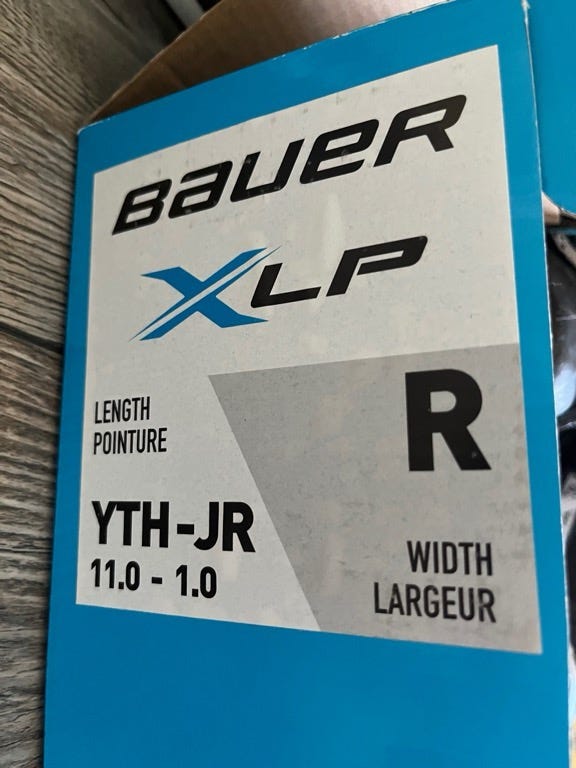 BAUER
XLP
LENGTH
POINTURE
R
YTH-JR
11.0 - 1.0
WIDTH
LARGEUR